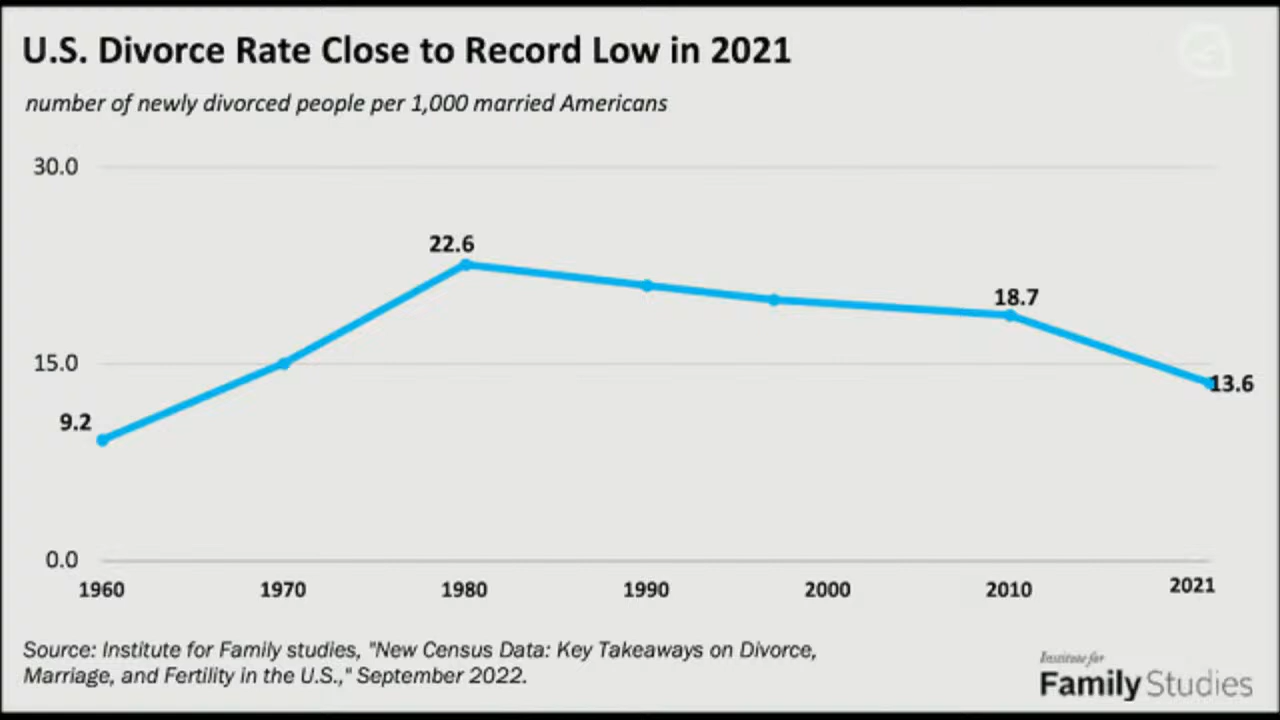 U.S. Divorce Rate Close to Record Low in 2021
number of newly divorced people per 1,000 married Americans
30.0
22.6
18.7
15.0
13.6
9.2
0.0
1960 1970 1980 1990 2000 2010 2021
Source: Institute for Family studies, "New Census Data: Key Takeaways on Divorce,
Marriage, and Fertility in the U.S.," September 2022.
Institute for
Family Studies